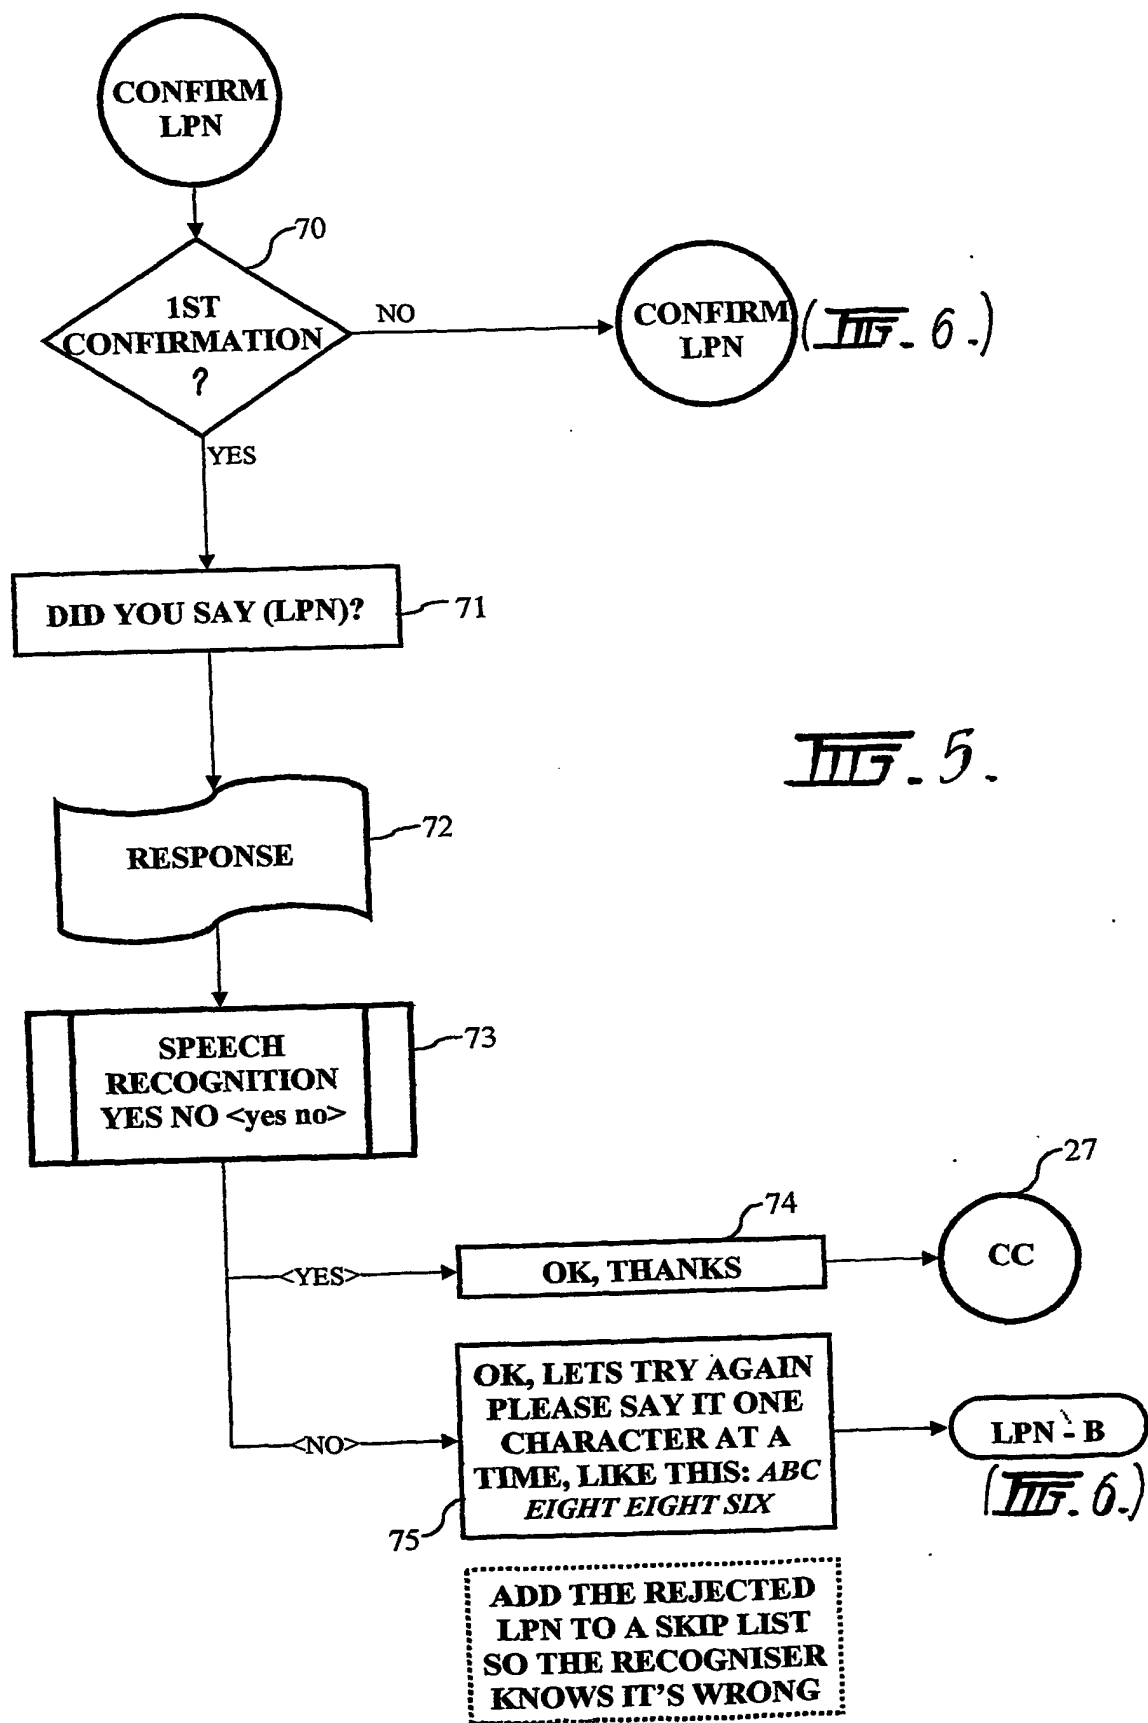 CONFIRM
LPN
70
1ST
CONFIRMATION
?
NO
CONFIRM
LPN
(FIG. 6.)
YES
DID YOU SAY (LPN)?
71
FIG. 5.
RESPONSE
72
SPEECH
RECOGNITION
YES NO <yes no>
73
<YES>
OK, THANKS
74
CC
27
<NO>
OK, LETS TRY AGAIN
PLEASE SAY IT ONE
CHARACTER AT A
TIME, LIKE THIS: ABC
EIGHT EIGHT SIX
75
LPN - B
(FIG. 6.)
ADD THE REJECTED
LPN TO A SKIP LIST
SO THE RECOGNISER
KNOWS IT'S WRONG